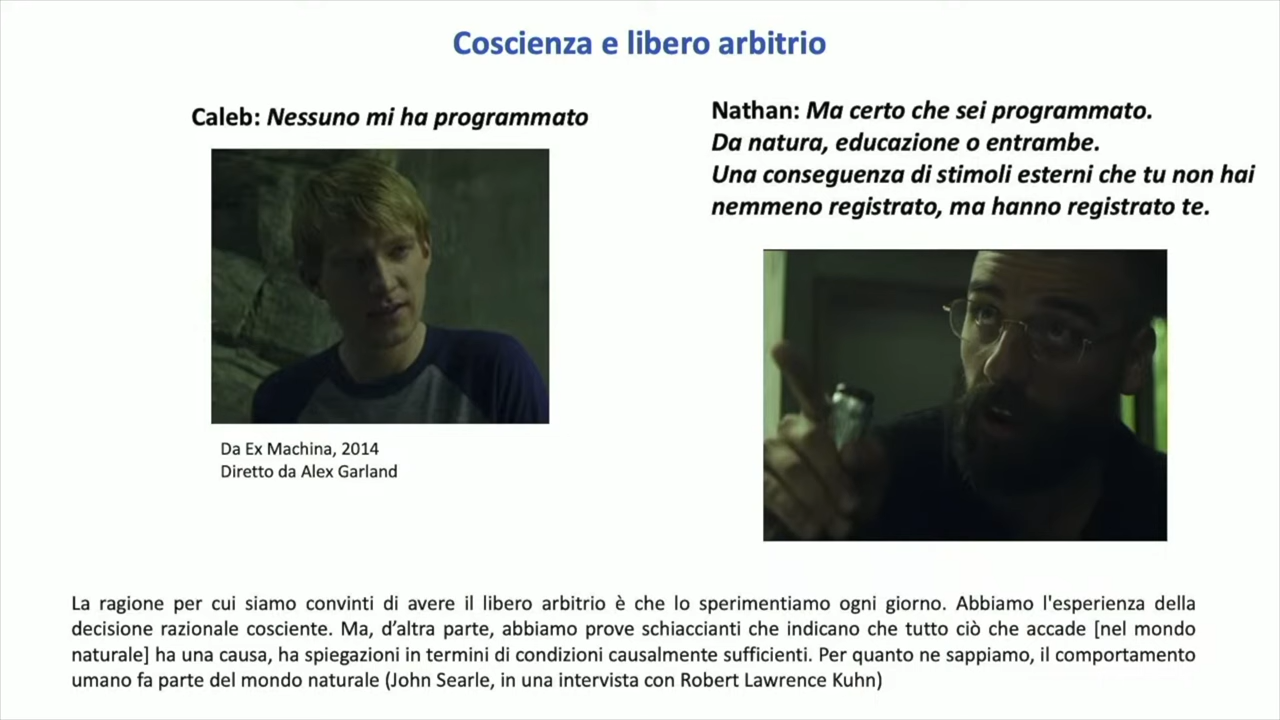 Coscienza e libero arbitrio
Caleb: Nessuno mi ha programmato
Nathan: Ma certo che sei programmato.
Da natura, educazione o entrambe.
Una conseguenza di stimoli esterni che tu non hai
nemmeno registrato, ma hanno registrato te.
Da Ex Machina, 2014
Diretto da Alex Garland
La ragione per cui siamo convinti di avere il libero arbitrio è che lo sperimentiamo ogni giorno. Abbiamo l'esperienza della
decisione razionale cosciente. Ma, d’altra parte, abbiamo prove schiaccianti che indicano che tutto ciò che accade [nel mondo
naturale] ha una causa, ha spiegazioni in termini di condizioni causalmente sufficienti. Per quanto ne sappiamo, il comportamento
umano fa parte del mondo naturale (John Searle, in una intervista con Robert Lawrence Kuhn)